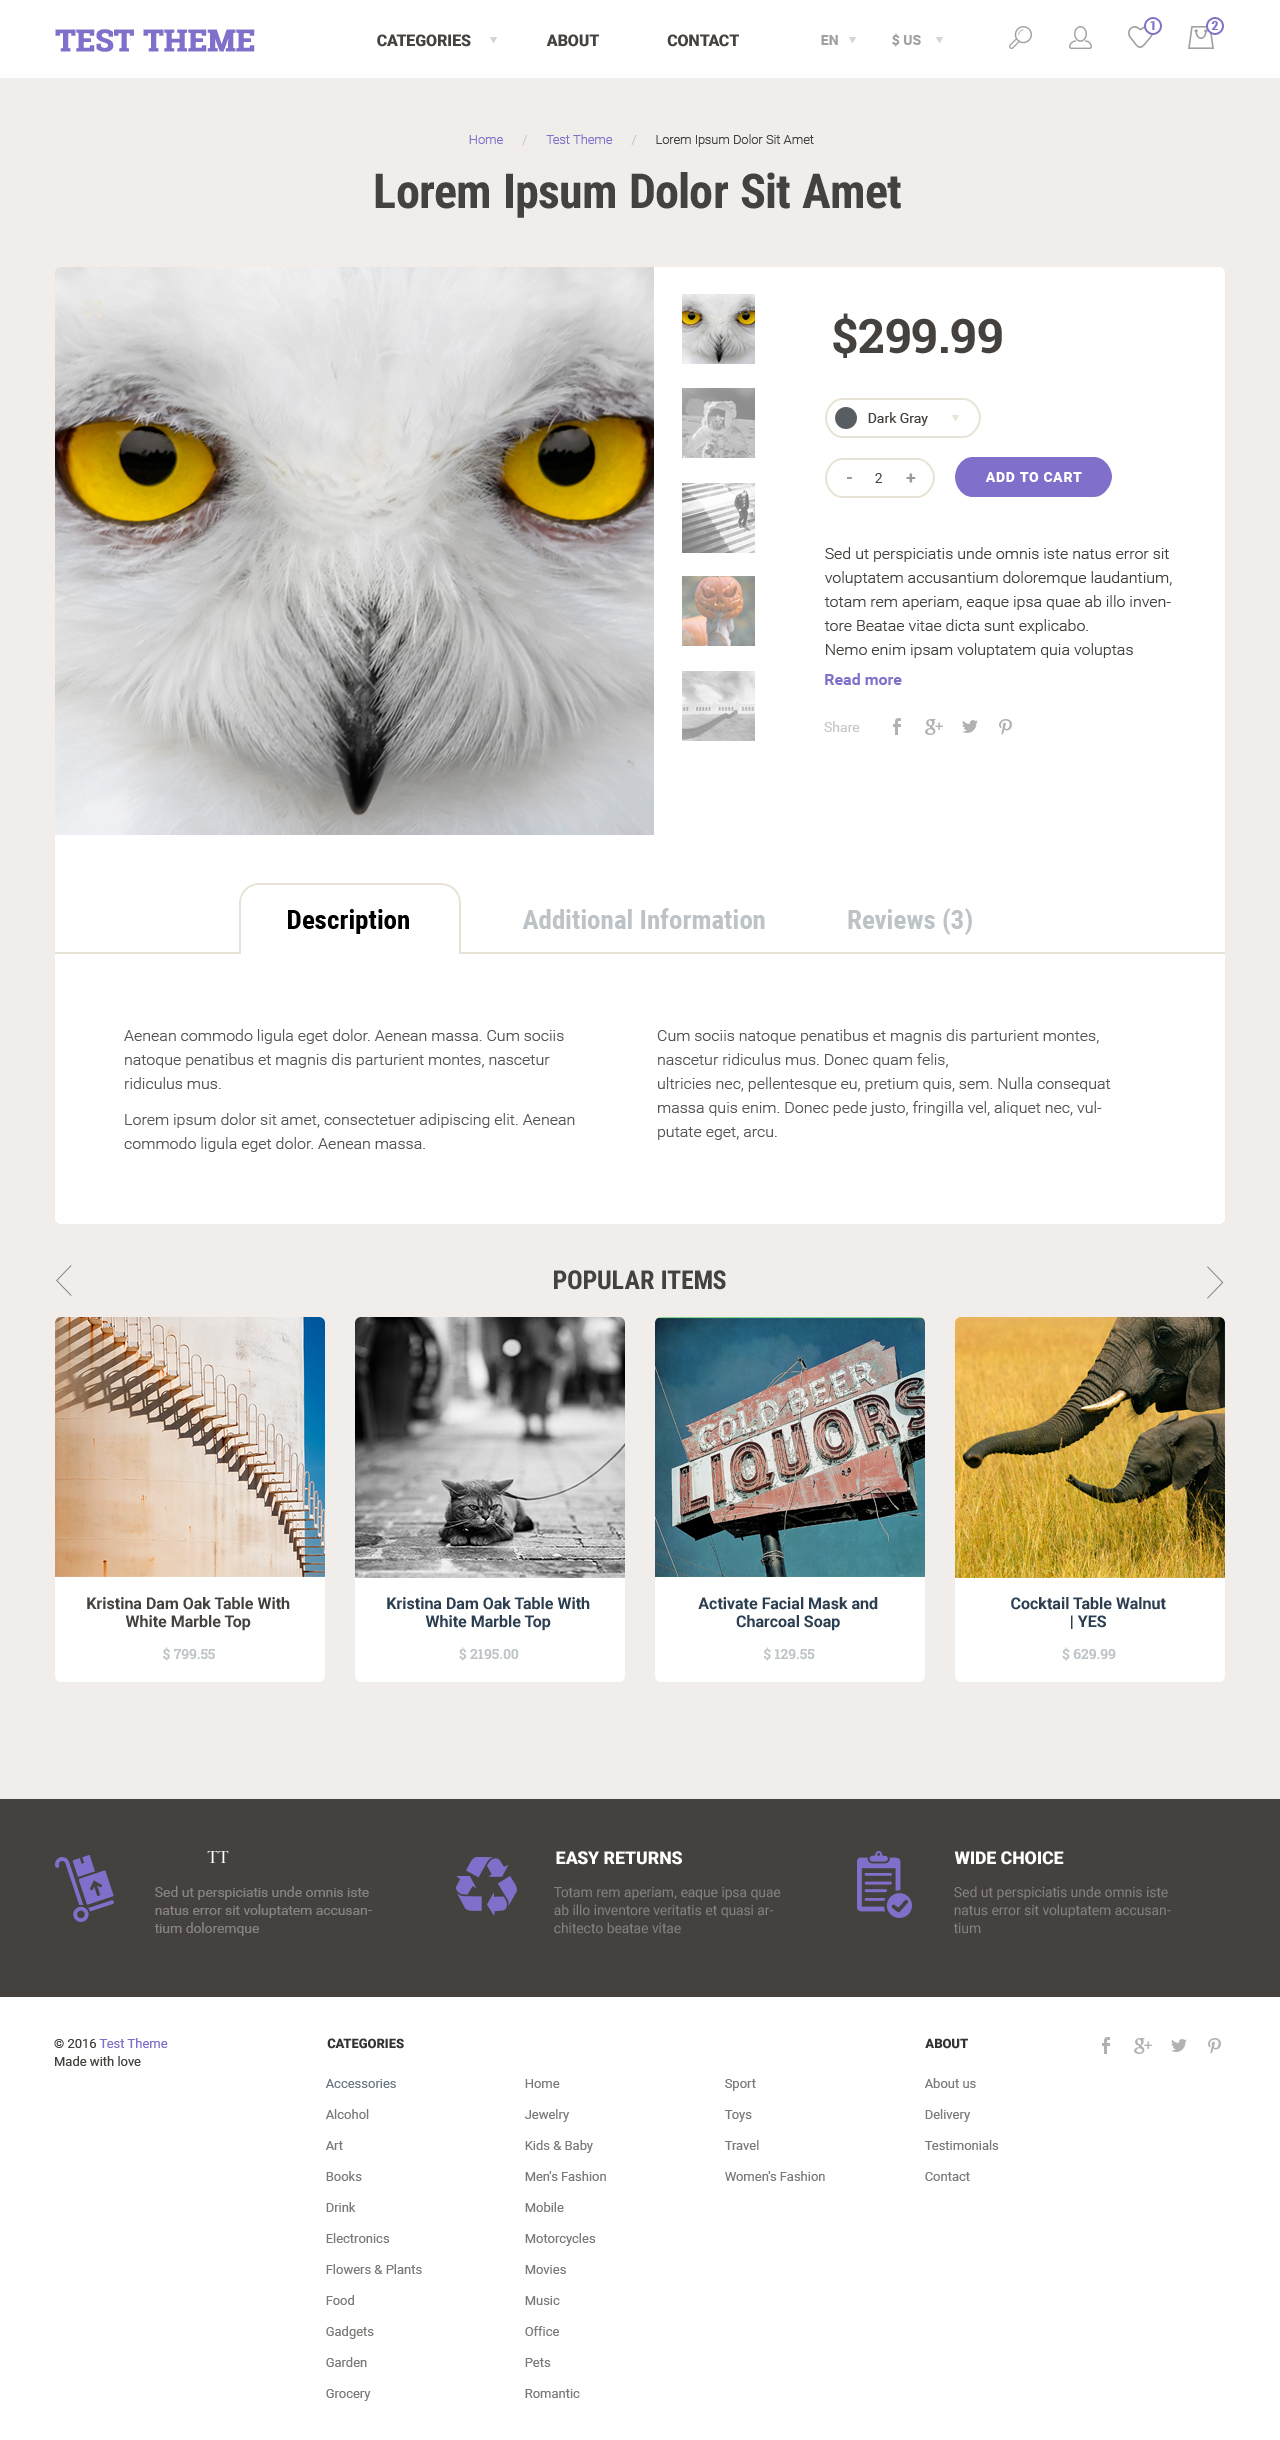 TEST THEME
CATEGORIES ABOUT CONTACT EN $ US 1 2
Home / Test Theme / Lorem Ipsum Dolor Sit Amet
Lorem Ipsum Dolor Sit Amet
$299.99
Dark Gray
- 2 + ADD TO CART
Sed ut perspiciatis unde omnis iste natus error sit
voluptatem accusantium doloremque laudantium,
totam rem aperiam, eaque ipsa quae ab illo inven-
tore Beatae vitae dicta sunt explicabo.
Nemo enim ipsam voluptatem quia voluptas
Read more
Share
Description Additional Information Reviews (3)
Aenean commodo ligula eget dolor. Aenean massa. Cum sociis
natoque penatibus et magnis dis parturient montes, nascetur
ridiculus mus.
Lorem ipsum dolor sit amet, consectetuer adipiscing elit. Aenean
commodo ligula eget dolor. Aenean massa.
Cum sociis natoque penatibus et magnis dis parturient montes,
nascetur ridiculus mus. Donec quam felis,
ultricies nec, pellentesque eu, pretium quis, sem. Nulla consequat
massa quis enim. Donec pede justo, fringilla vel, aliquet nec, vul-
putate eget, arcu.
POPULAR ITEMS
COLD BEER
LIQUORS
Kristina Dam Oak Table With
White Marble Top
$ 799.55
Kristina Dam Oak Table With
White Marble Top
$ 2195.00
Activate Facial Mask and
Charcoal Soap
$ 129.55
Cocktail Table Walnut
| YES
$ 629.99
TT
Sed ut perspiciatis unde omnis iste
natus error sit voluptatem accusan-
tium doloremque
EASY RETURNS
Totam rem aperiam, eaque ipsa quae
ab illo inventore veritatis et quasi ar-
chitecto beatae vitae
WIDE CHOICE
Sed ut perspiciatis unde omnis iste
natus error sit voluptatem accusan-
tium
© 2016 Test Theme
Made with love
CATEGORIES
Accessories
Alcohol
Art
Books
Drink
Electronics
Flowers & Plants
Food
Gadgets
Garden
Grocery
Home
Jewelry
Kids & Baby
Men's Fashion
Mobile
Motorcycles
Movies
Music
Office
Pets
Romantic
Sport
Toys
Travel
Women's Fashion
ABOUT
About us
Delivery
Testimonials
Contact